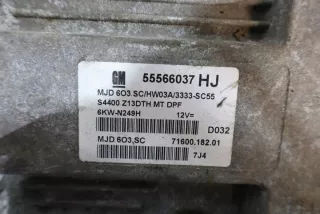 GM 55566037 HJ
MJD 6O3.SC/HW03A/3333-SC55
S4400 Z13DTH MT DPF
6KW-N249H 12V=
D032
MJD 6O3,SC 71600.182.01
7J4